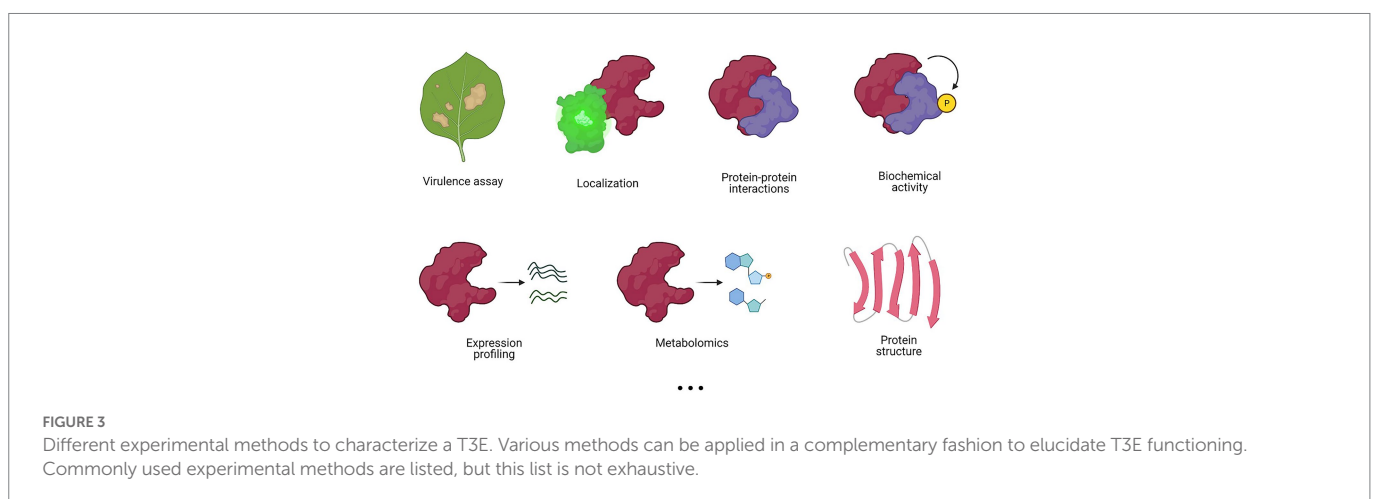 P
Virulence assay
Localization
Protein-protein
interactions
Biochemical
activity
P
Expression
profiling
Metabolomics
Protein
structure
...
FIGURE 3
Different experimental methods to characterize a T3E. Various methods can be applied in a complementary fashion to elucidate T3E functioning.
Commonly used experimental methods are listed, but this list is not exhaustive.